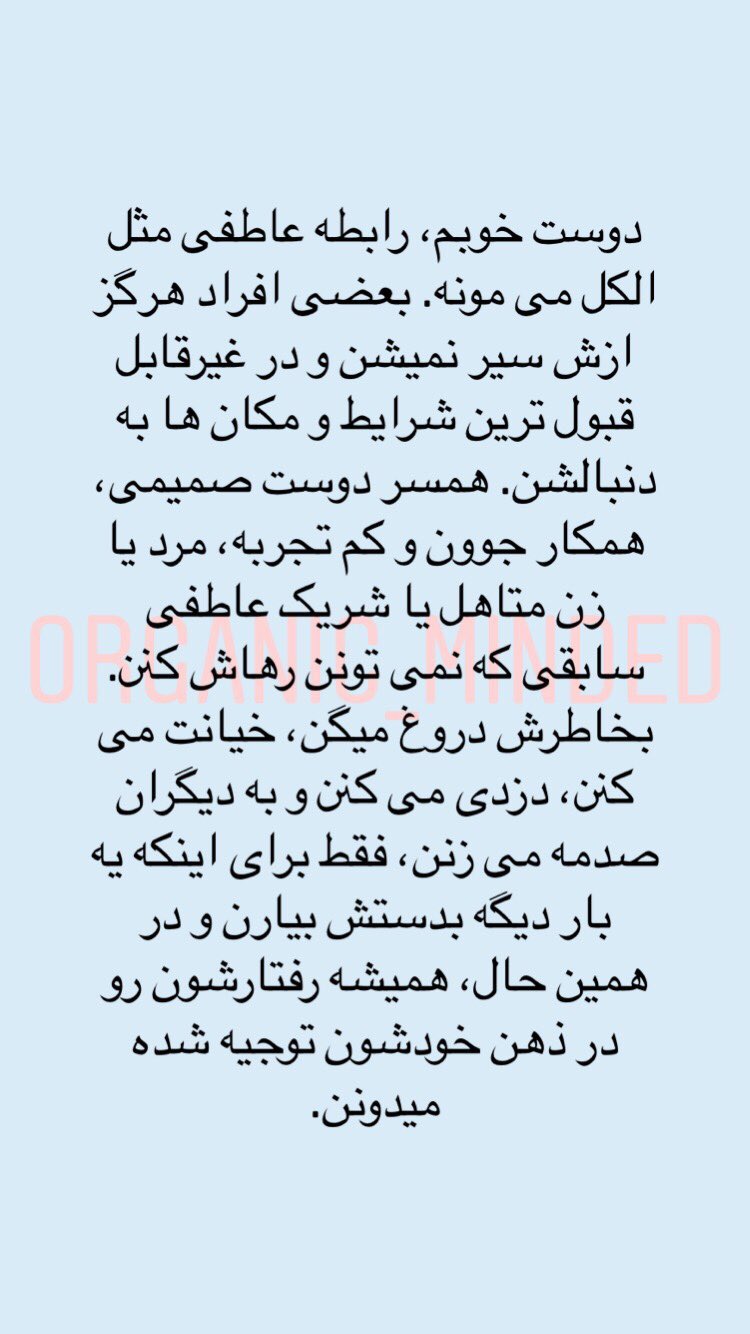 دوست خوبم، رابطه عاطفی مثل
الکل می مونه. بعضی افراد هرگز
ازش سیر نمیشن و در غیرقابل
قبول ترین شرایط و مکان ها به
دنبالشن. همسر دوست صمیمی،
همکار جوون و کم تجربه، مرد یا
زن متاهل یا شریک عاطفی
ORGANIC_MINDED
سابقی که نمی تونن رهاش کنن.
بخاطرش دروغ میگن، خیانت می
کنن، دزدی می کنن و به دیگران
صدمه می زنن، فقط برای اینکه یه
بار دیگه بدستش بیارن و در
همین حال، همیشه رفتارشون رو
در ذهن خودشون توجیه شده
میدونن.